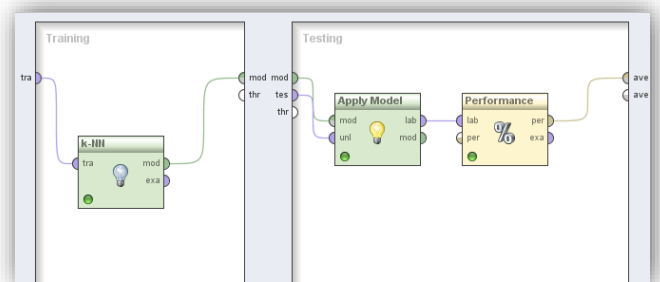 Training
Testing
tra
mod
mod
ave
thr
tes
ave
thr
Apply Model
Performance
mod
lab
lab
per
unl
mod
per
%
exa
k-NN
tra
mod
exa